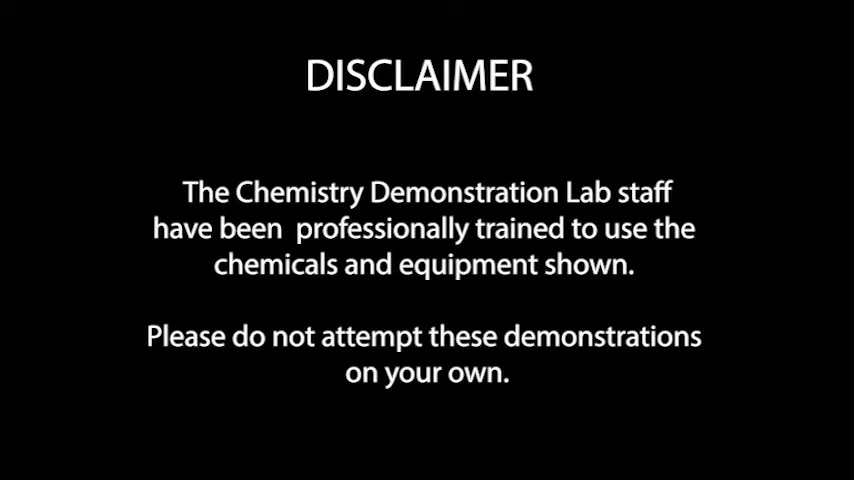 DISCLAIMER
The Chemistry Demonstration Lab staff
have been  professionally trained to use the
chemicals and equipment shown.
Please do not attempt these demonstrations
on your own.